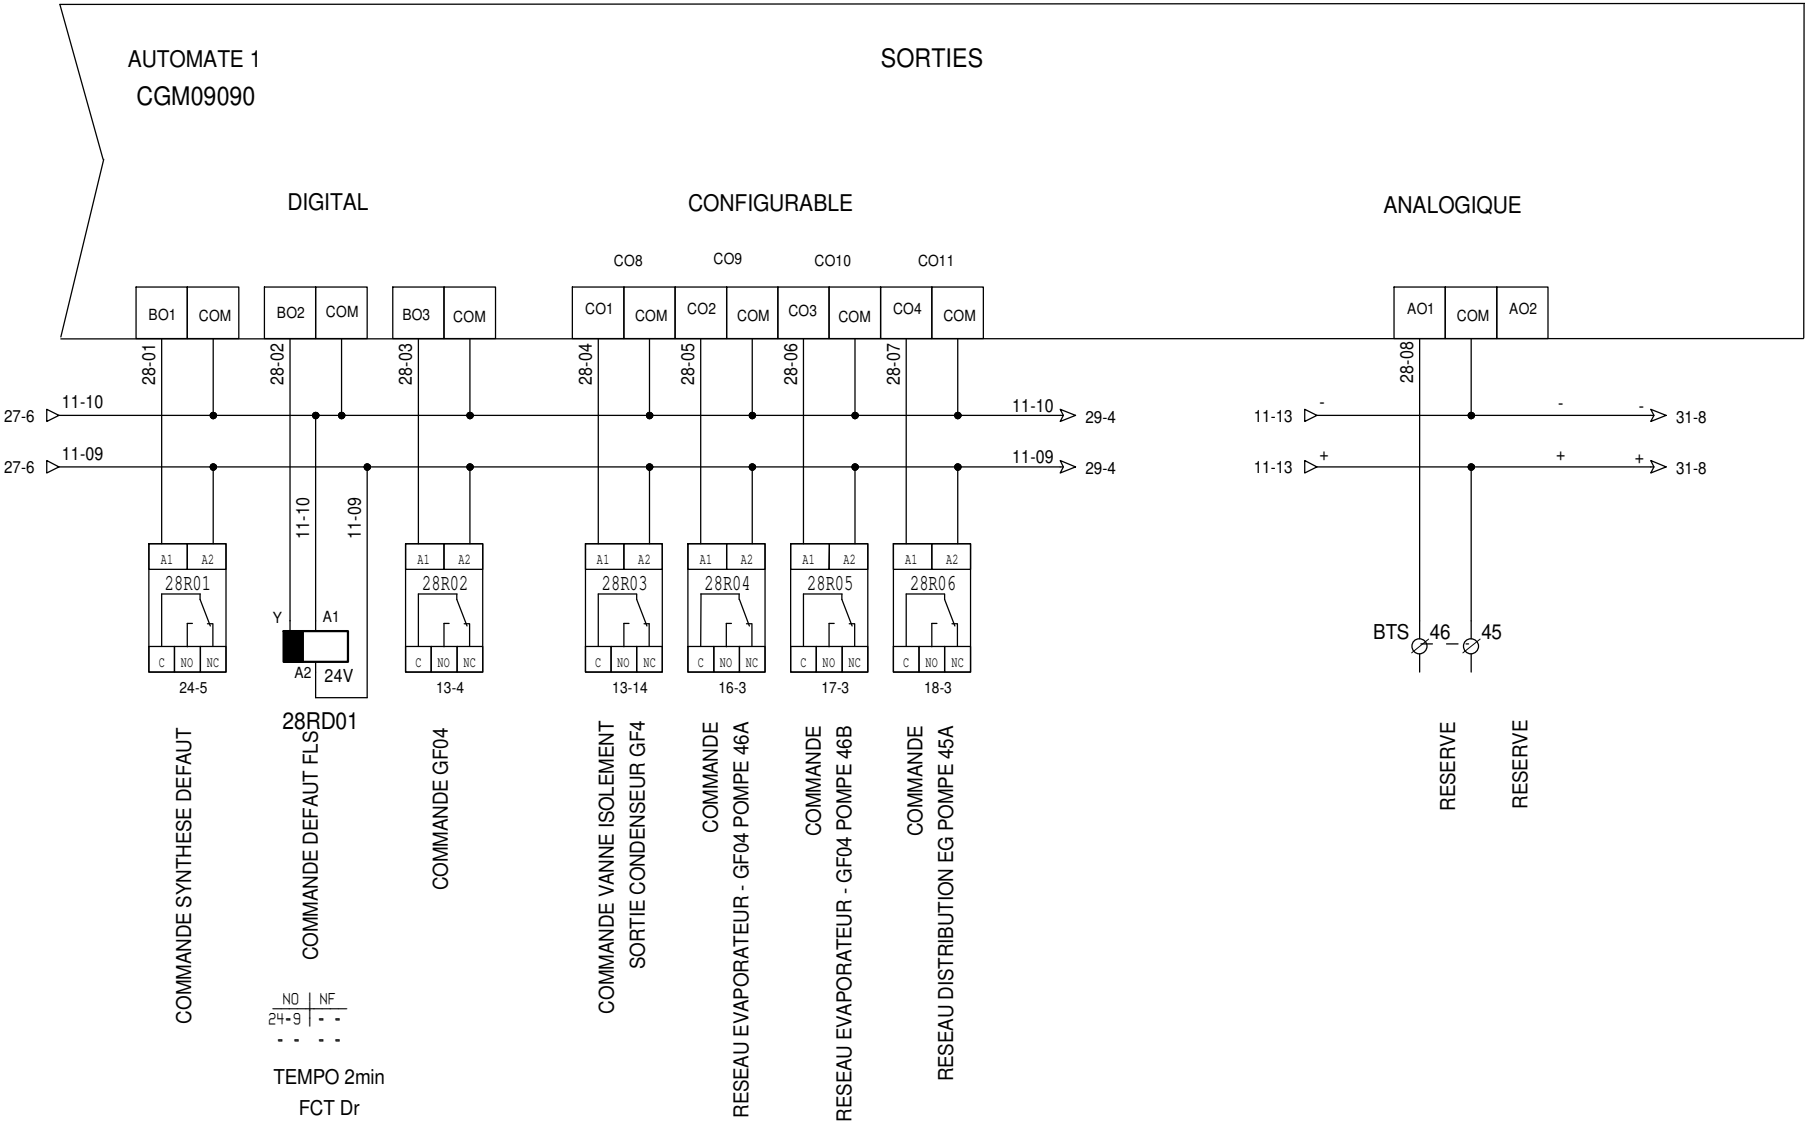 AUTOMATE 1
SORTIES
CGM09090
DIGITAL
CONFIGURABLE
ANALOGIQUE
CO8
CO9
CO10
CO11
BO1
COM
BO2
COM
BO3
COM
CO1
COM
CO2
COM
CO3
COM
CO4
COM
AO1
COM
AO2
28-01
28-02
28-03
28-04
28-05
28-06
28-07
28-08
27-6
11-10
11-10
29-4
11-13
-
-
-
31-8
27-6
11-09
11-09
29-4
11-13
+
+
+
31-8
11-10
11-09
A1
A2
28R01
C
NO
NC
24-5
Y
A1
A2
24V
28RD01
A1
A2
28R02
C
NO
NC
13-4
A1
A2
28R03
C
NO
NC
13-14
A1
A2
28R04
C
NO
NC
16-3
A1
A2
28R05
C
NO
NC
17-3
A1
A2
28R06
C
NO
NC
18-3
BTS
46
45
COMMANDE SYNTHESE DEFAUT
COMMANDE DEFAUT FLS
COMMANDE GF04
COMMANDE VANNE ISOLEMENT
SORTIE CONDENSEUR GF4
COMMANDE
RESEAU EVAPORATEUR - GF04 POMPE 46A
COMMANDE
RESEAU EVAPORATEUR - GF04 POMPE 46B
COMMANDE
RESEAU DISTRIBUTION EG POMPE 45A
RESERVE
RESERVE
NO NF
24-9 - -
- - - -
TEMPO 2min
FCT Dr